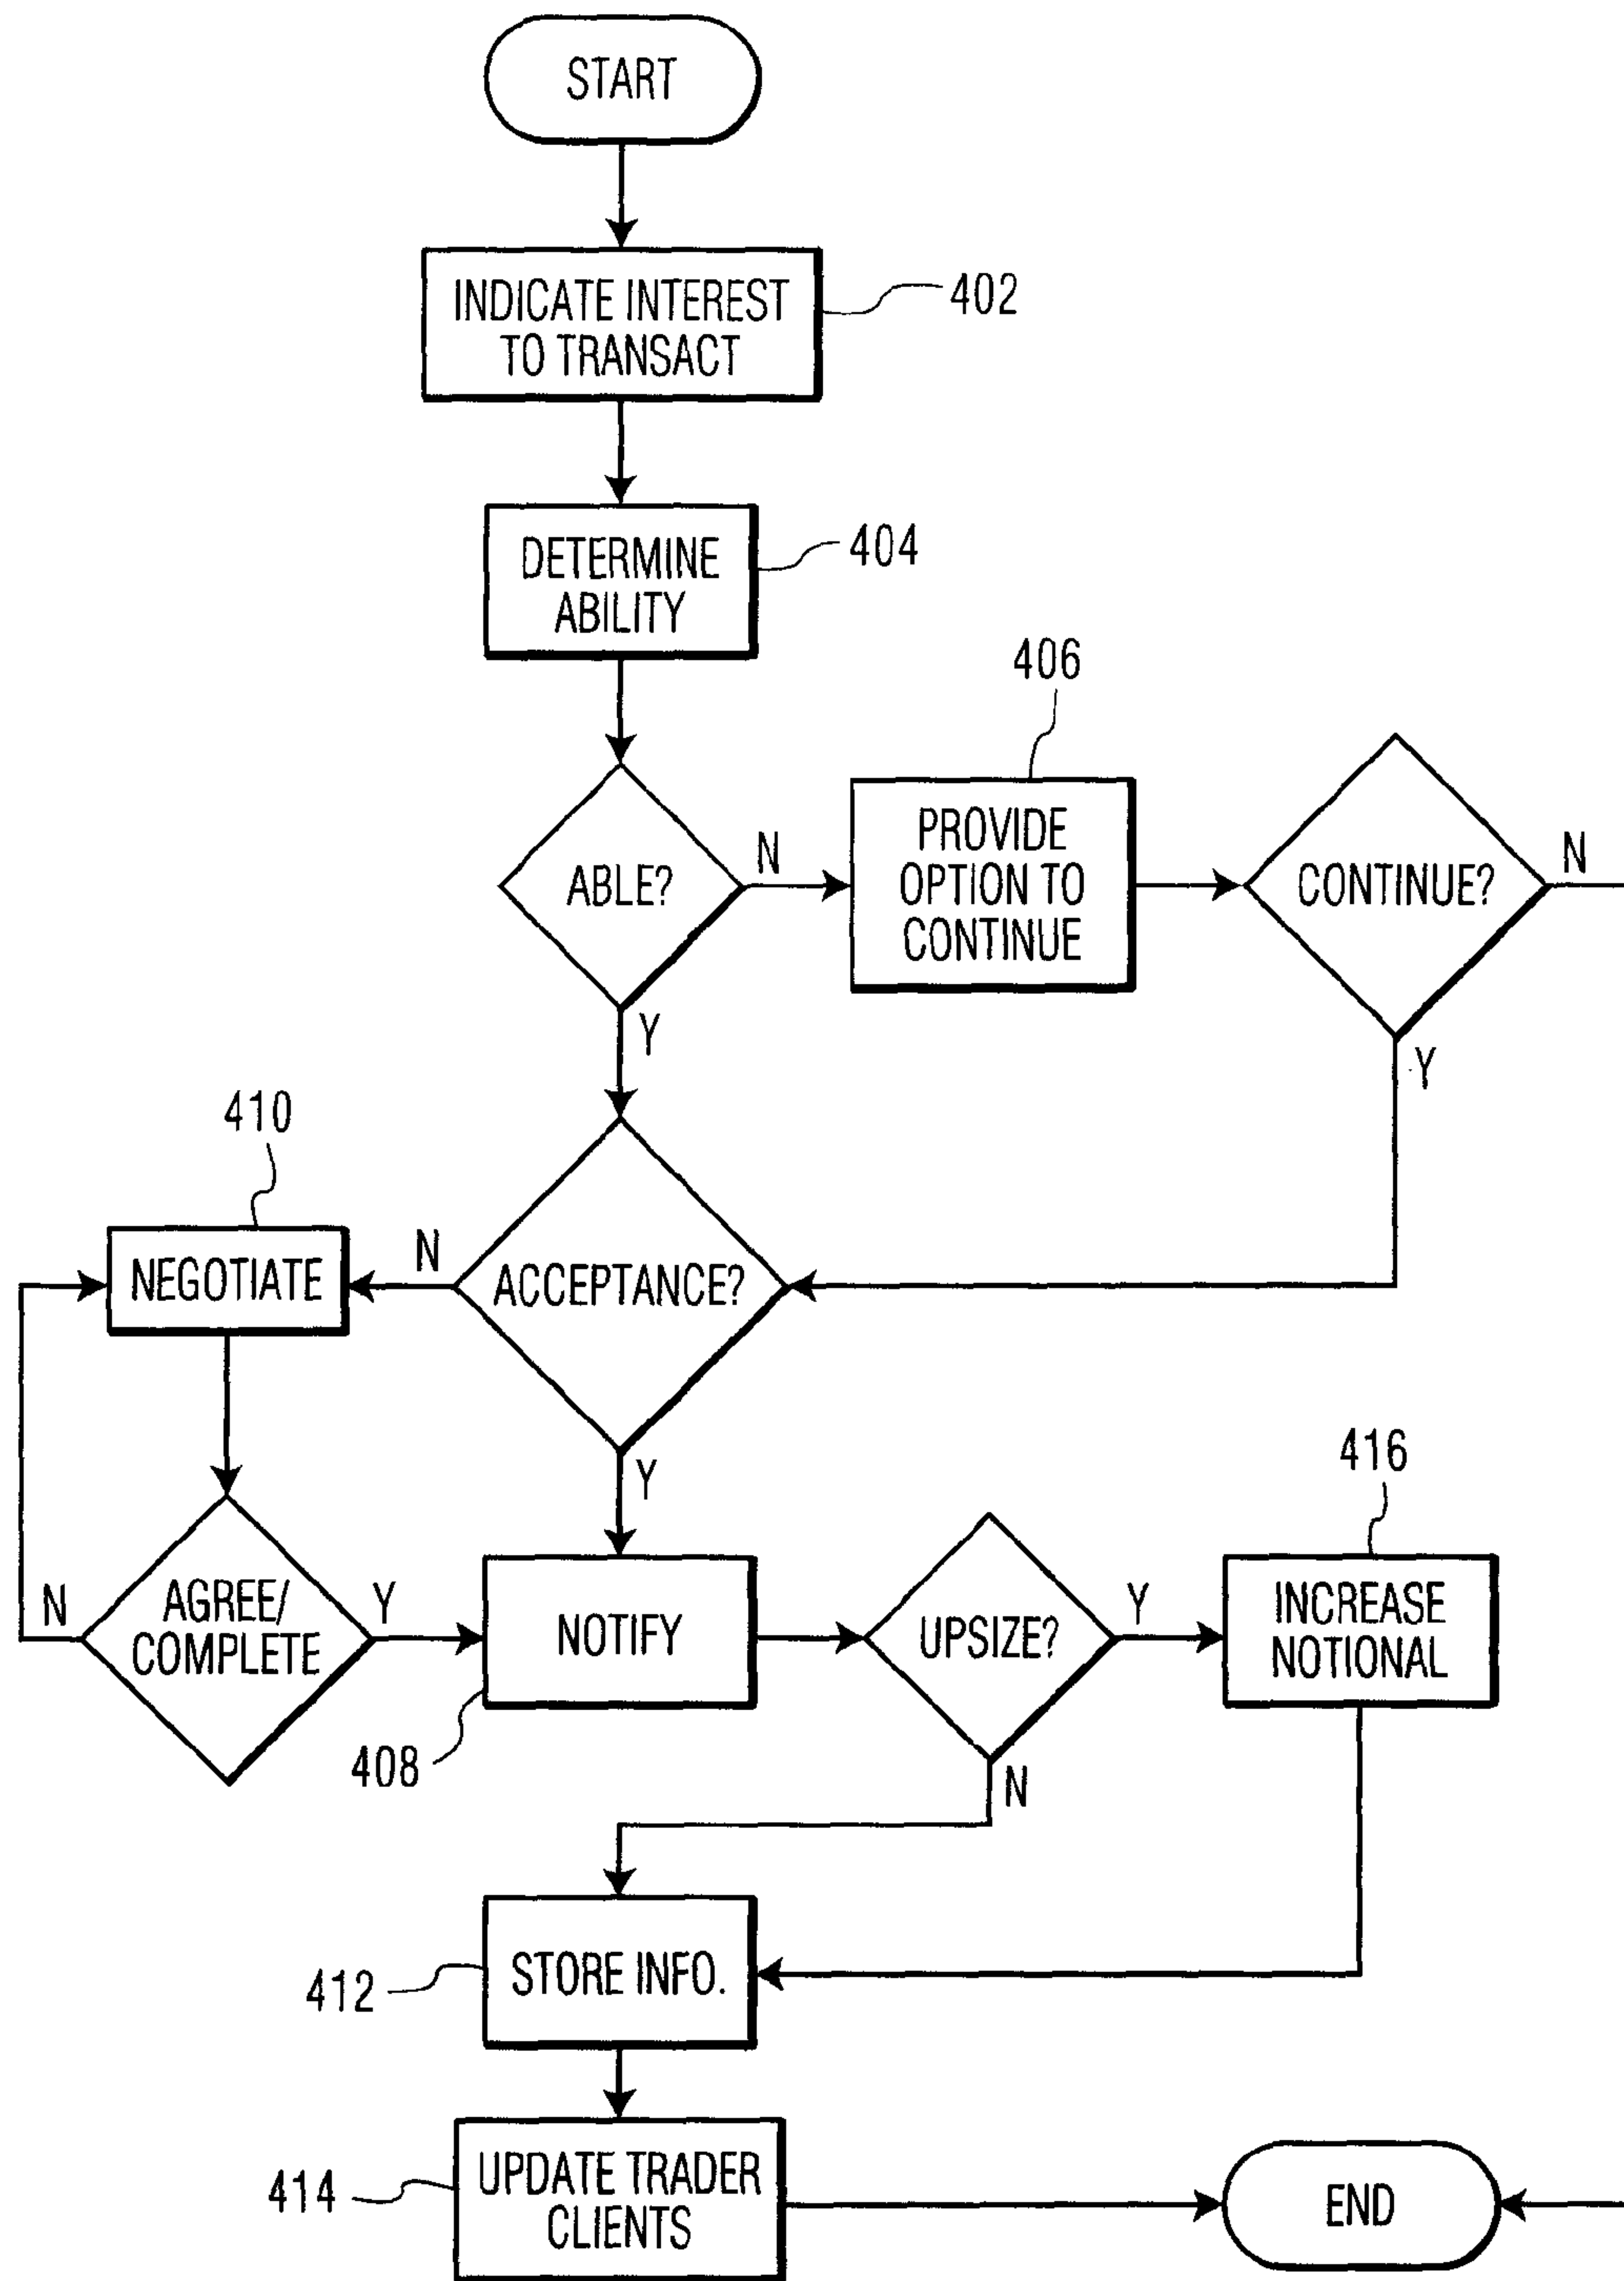 START
INDICATE INTEREST
TO TRANSACT
402
DETERMINE
ABILITY
404
406
ABLE?
N
PROVIDE
OPTION TO
CONTINUE
CONTINUE?
N
Y
Y
410
NEGOTIATE
N
ACCEPTANCE?
Y
416
N
AGREE/
COMPLETE
Y
NOTIFY
408
UPSIZE?
Y
INCREASE
NOTIONAL
N
412
STORE INFO.
414
UPDATE TRADER
CLIENTS
END